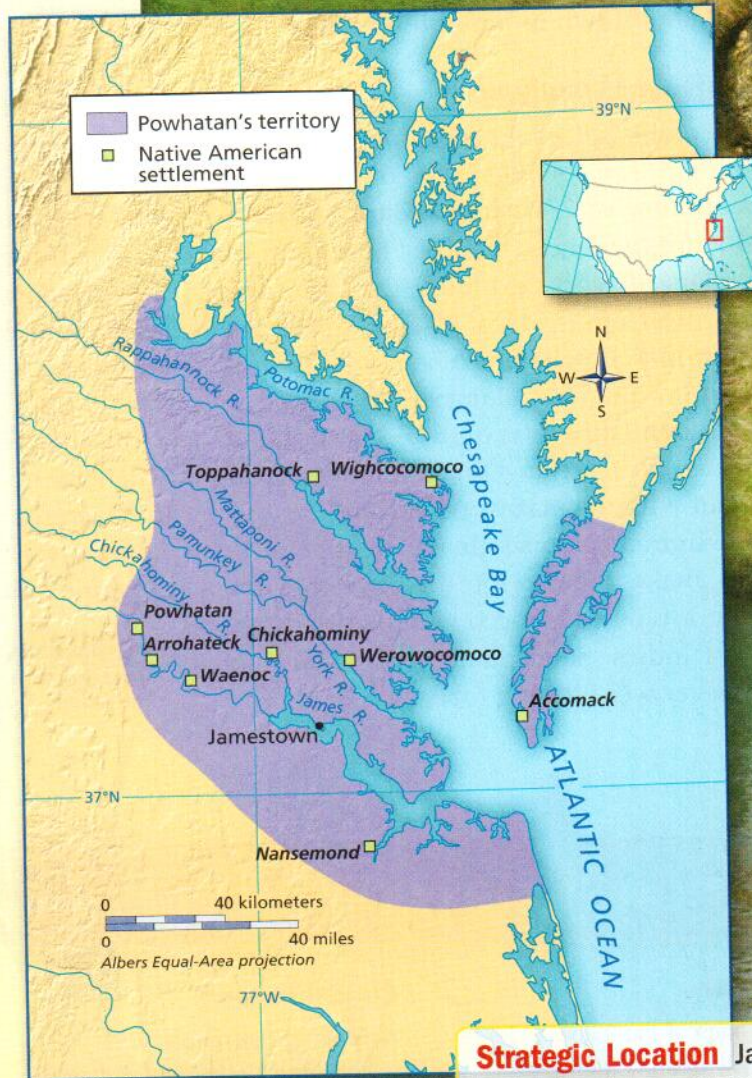 39°N
Powhatan's territory
Native American
settlement
N
W E
S
Rappahannock R.
Potomac R.
Chesapeake Bay
Toppahanock
Wighcocomoco
Mattaponi R.
Pamunkey R.
Chickahominy R.
Powhatan
Arrohateck
Chickahominy
Werowocomoco
Waenoc
York R.
James R.
Accomack
Jamestown
ATLANTIC OCEAN
37°N
Nansemond
0 40 kilometers
0 40 miles
Albers Equal-Area projection
77°W
Strategic Location